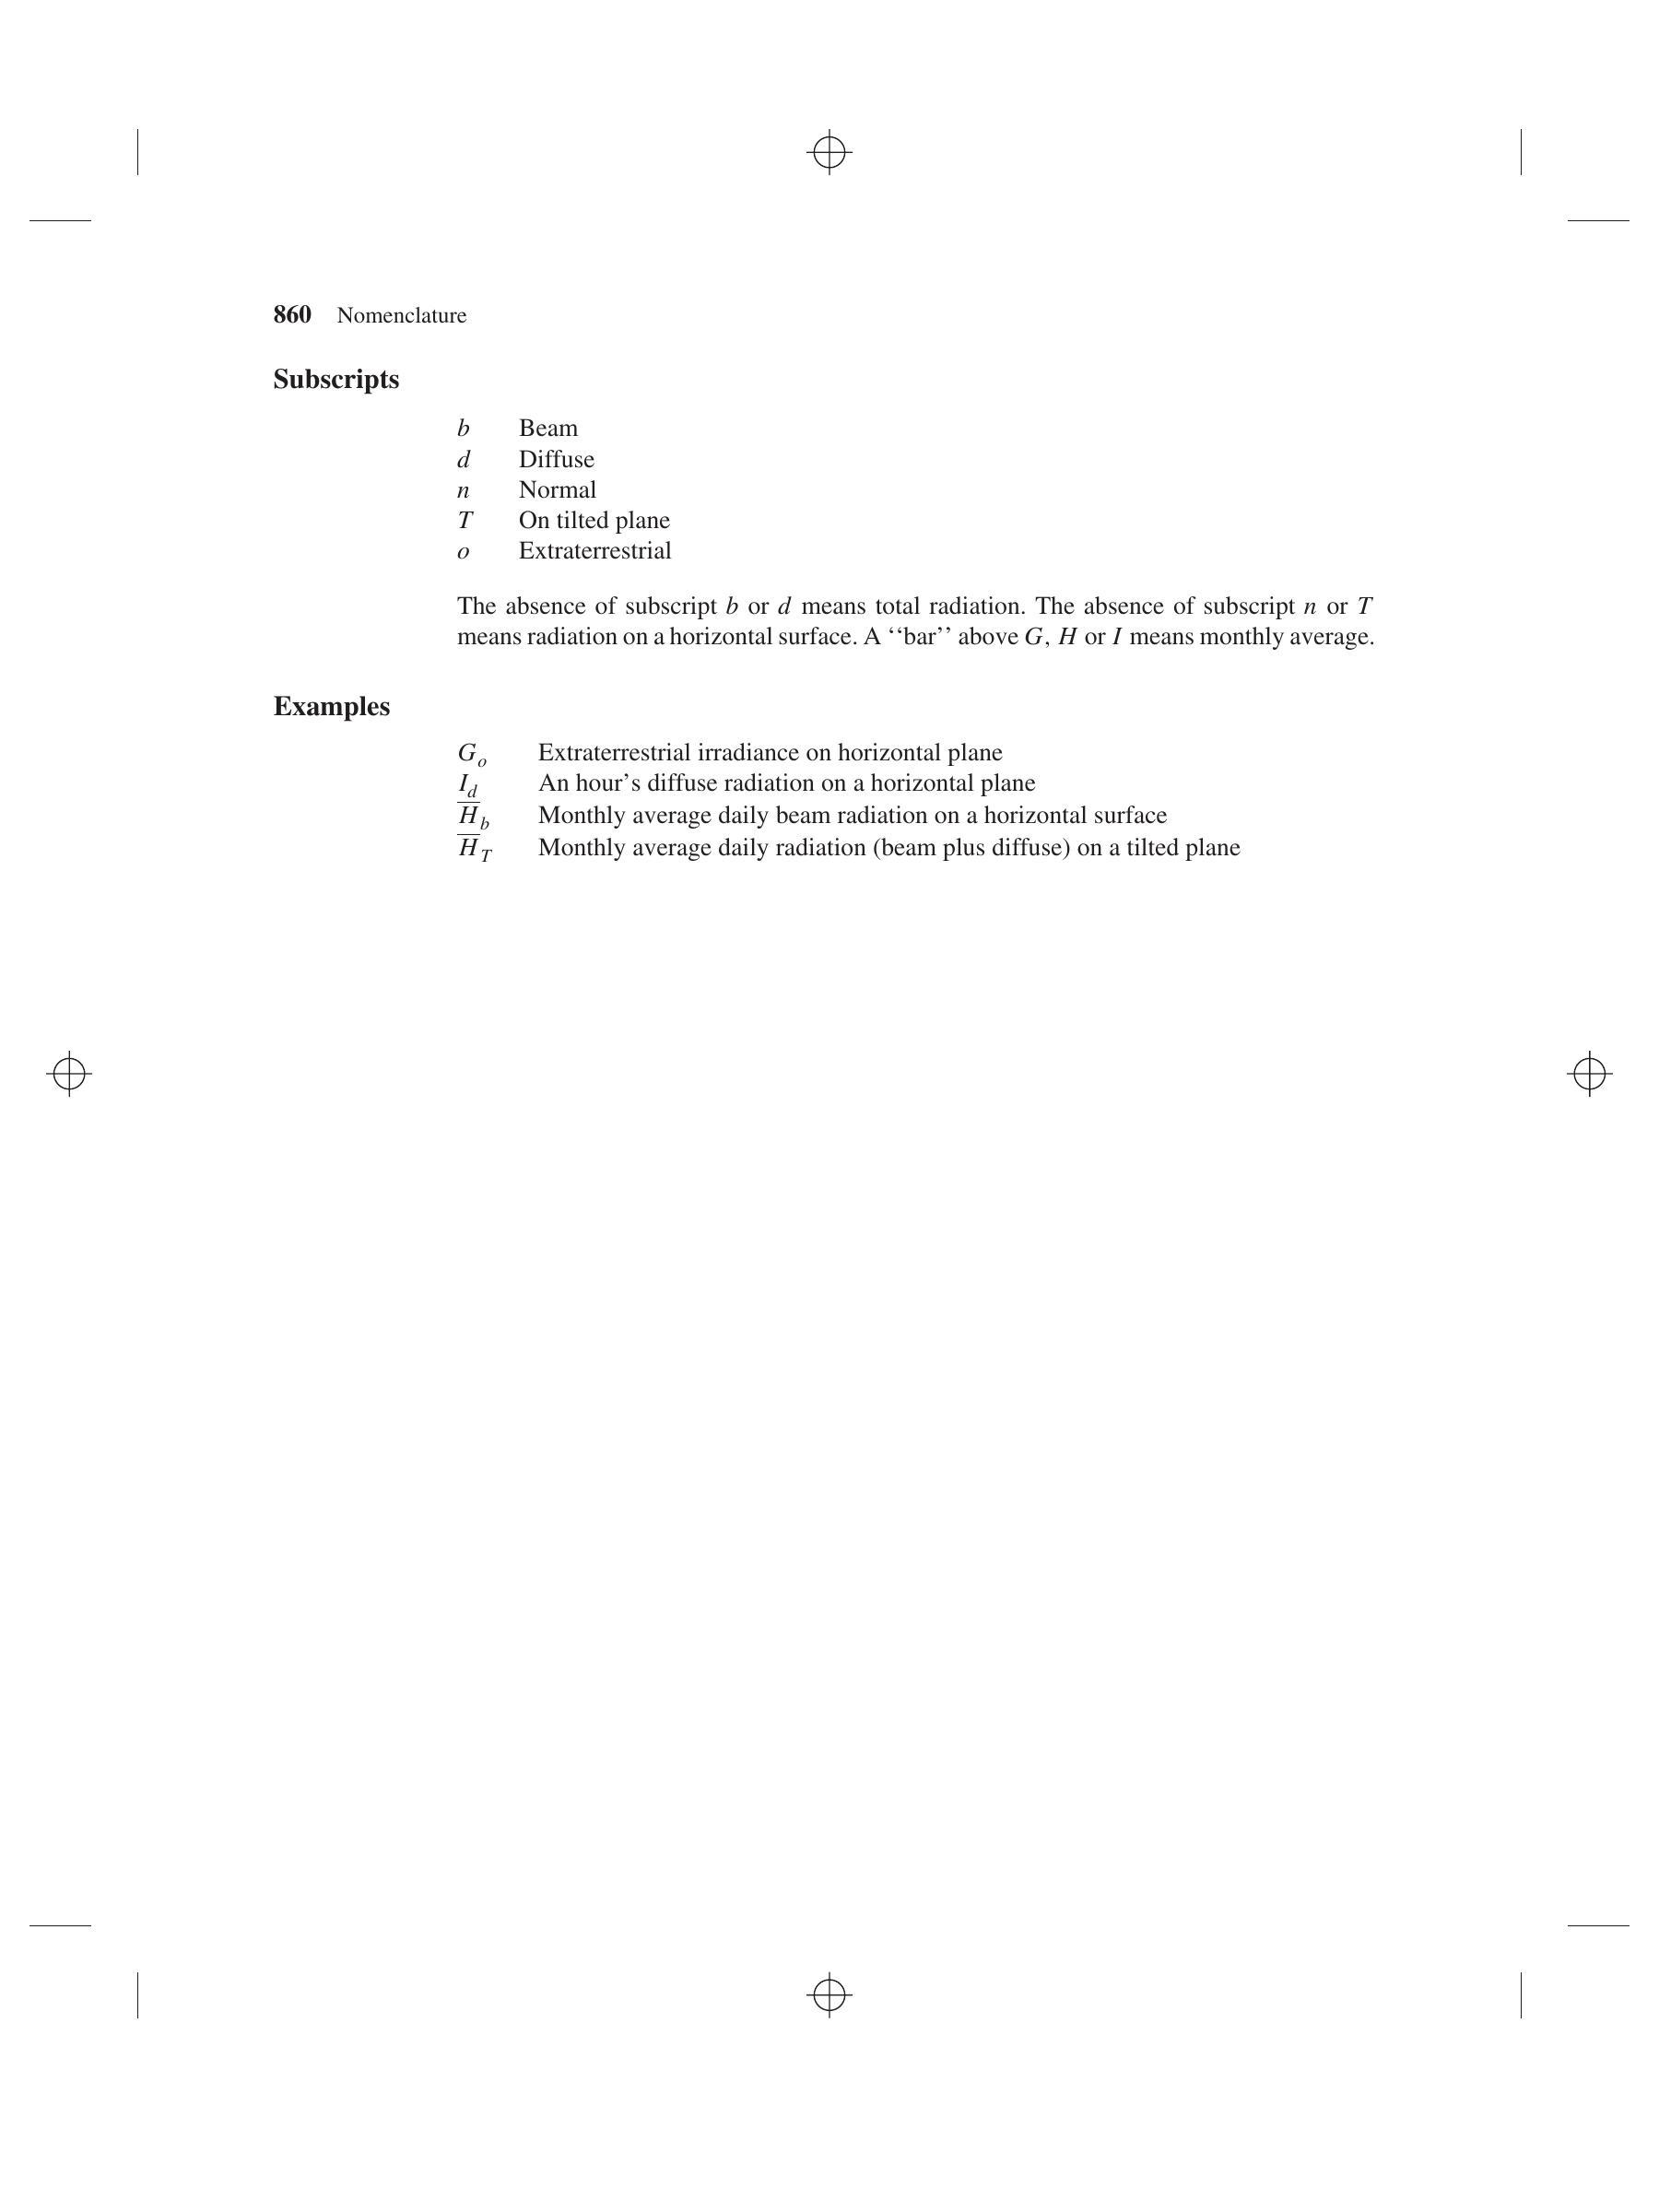 860 Nomenclature
Subscripts
b Beam
d Diffuse
n Normal
T On tilted plane
o Extraterrestrial
The absence of subscript b or d means total radiation. The absence of subscript n or T
means radiation on a horizontal surface. A ‘‘bar’’ above G, H or I means monthly average.
Examples
G_o Extraterrestrial irradiance on horizontal plane
I_d An hour’s diffuse radiation on a horizontal plane
H̅_b Monthly average daily beam radiation on a horizontal surface
H̅_T Monthly average daily radiation (beam plus diffuse) on a tilted plane